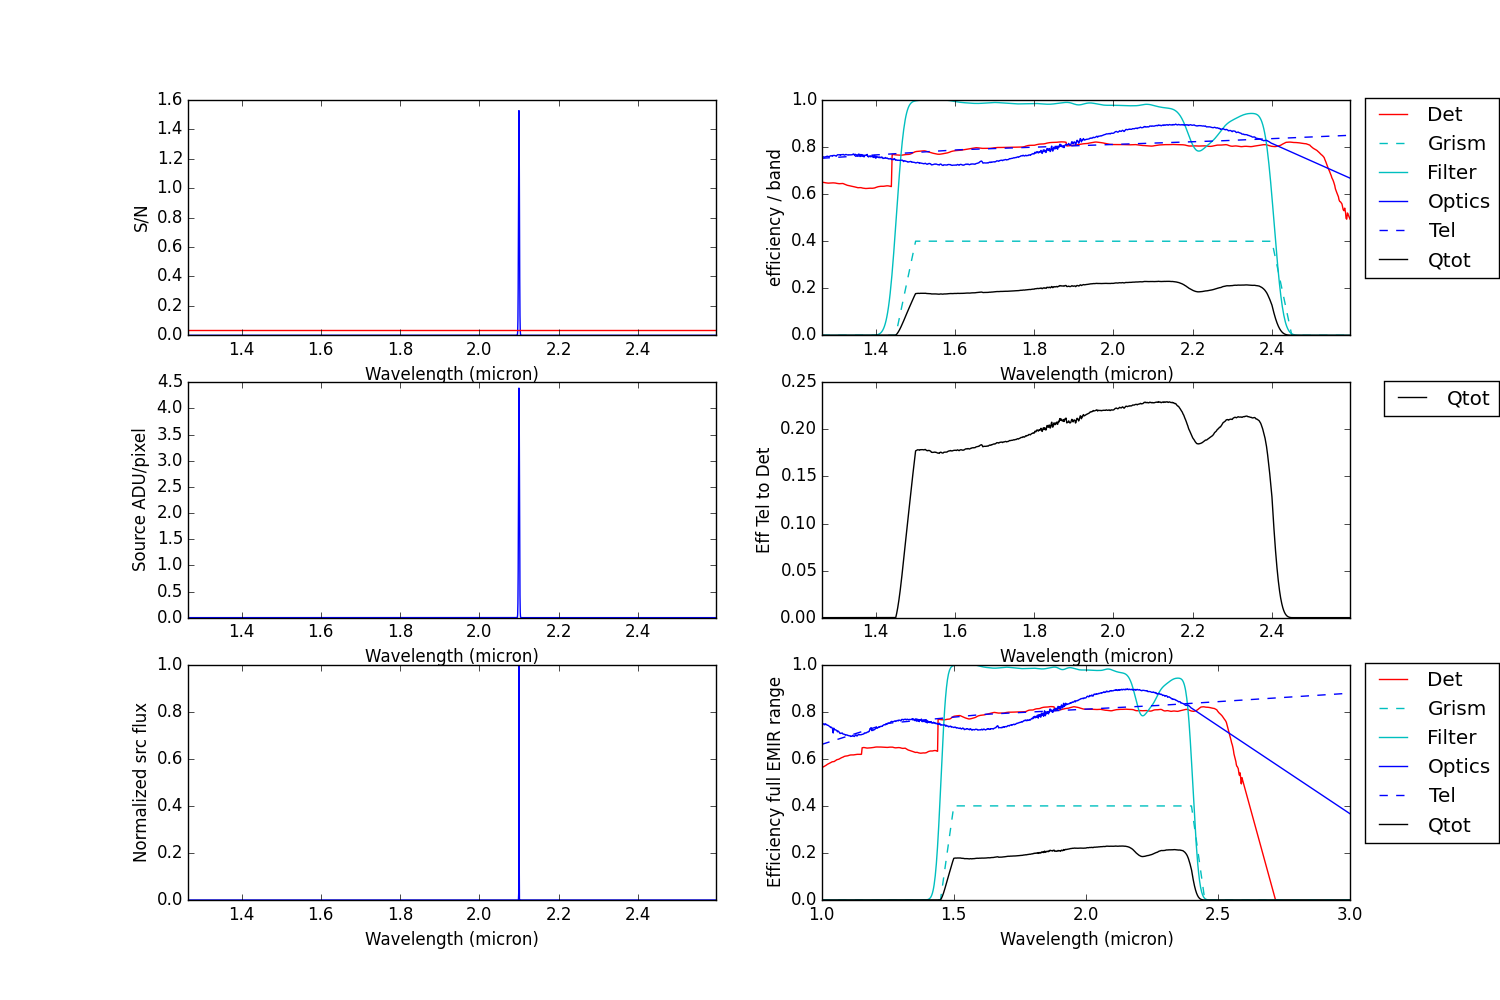 1.6
1.4
1.2
1.0
0.8
0.6
0.4
0.2
0.0
S/N
1.4 1.6 1.8 2.0 2.2 2.4
Wavelength (micron)
1.0
0.8
0.6
0.4
0.2
0.0
efficiency / band
1.4 1.6 1.8 2.0 2.2 2.4
Wavelength (micron)
Det
Grism
Filter
Optics
Tel
Qtot
4.5
4.0
3.5
3.0
2.5
2.0
1.5
1.0
0.5
0.0
Source ADU/pixel
1.4 1.6 1.8 2.0 2.2 2.4
Wavelength (micron)
0.25
0.20
0.15
0.10
0.05
0.00
Eff Tel to Det
1.4 1.6 1.8 2.0 2.2 2.4
Wavelength (micron)
Qtot
1.0
0.8
0.6
0.4
0.2
0.0
Normalized src flux
1.4 1.6 1.8 2.0 2.2 2.4
Wavelength (micron)
1.0
0.8
0.6
0.4
0.2
0.0
Efficiency full EMIR range
1.0 1.5 2.0 2.5 3.0
Wavelength (micron)
Det
Grism
Filter
Optics
Tel
Qtot